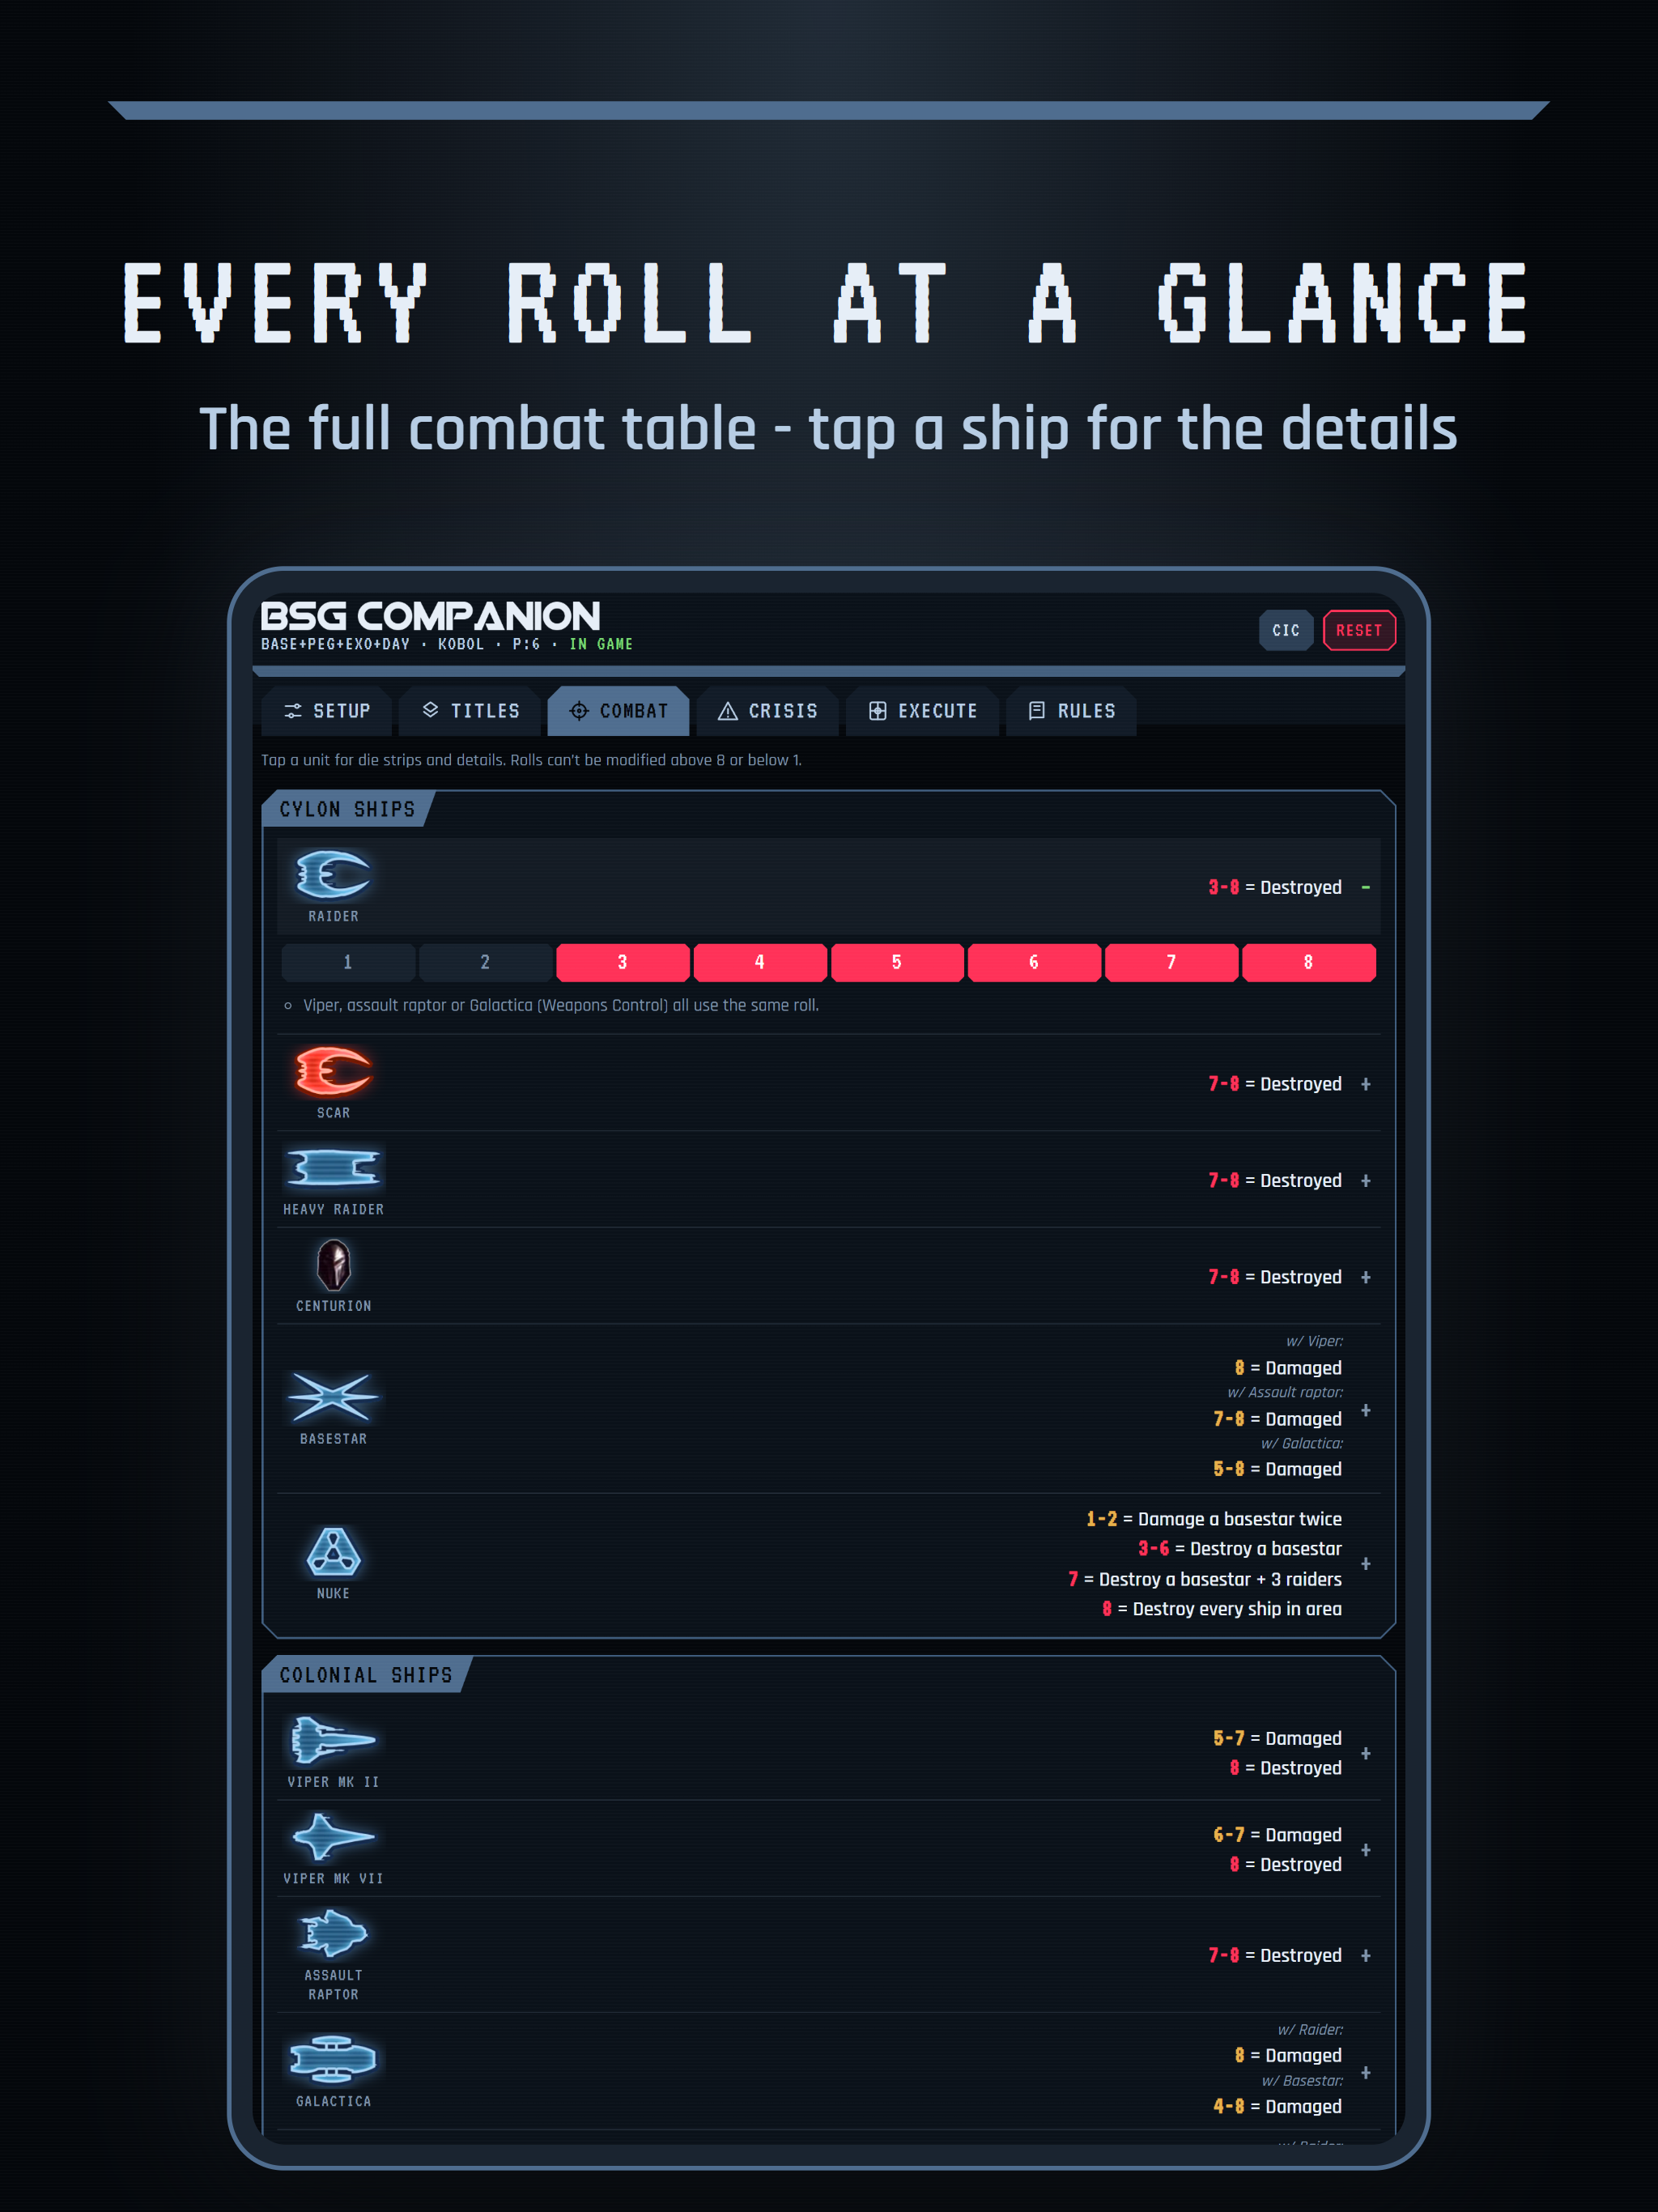 EVERY ROLL AT A GLANCE
The full combat table - tap a ship for the details
BSG COMPANION
BASE+PEG+EXO+DAY · KOBOL · P:6 · IN GAME
CIC
RESET
SETUP
TITLES
COMBAT
CRISIS
EXECUTE
RULES
Tap a unit for die strips and details. Rolls can't be modified above 8 or below 1.
CYLON SHIPS
RAIDER
3-8 = Destroyed -
1 2 3 4 5 6 7 8
Viper, assault raptor or Galactica (Weapons Control) all use the same roll.
SCAR
7-8 = Destroyed +
HEAVY RAIDER
7-8 = Destroyed +
CENTURION
7-8 = Destroyed +
BASESTAR
w/ Viper:
8 = Damaged
w/ Assault raptor:
7-8 = Damaged +
w/ Galactica:
5-8 = Damaged
NUKE
1-2 = Damage a basestar twice
3-6 = Destroy a basestar +
7 = Destroy a basestar + 3 raiders
8 = Destroy every ship in area
COLONIAL SHIPS
VIPER MK II
5-7 = Damaged +
8 = Destroyed
VIPER MK VII
6-7 = Damaged +
8 = Destroyed
ASSAULT
RAPTOR
7-8 = Destroyed +
GALACTICA
w/ Raider:
8 = Damaged +
w/ Basestar:
4-8 = Damaged